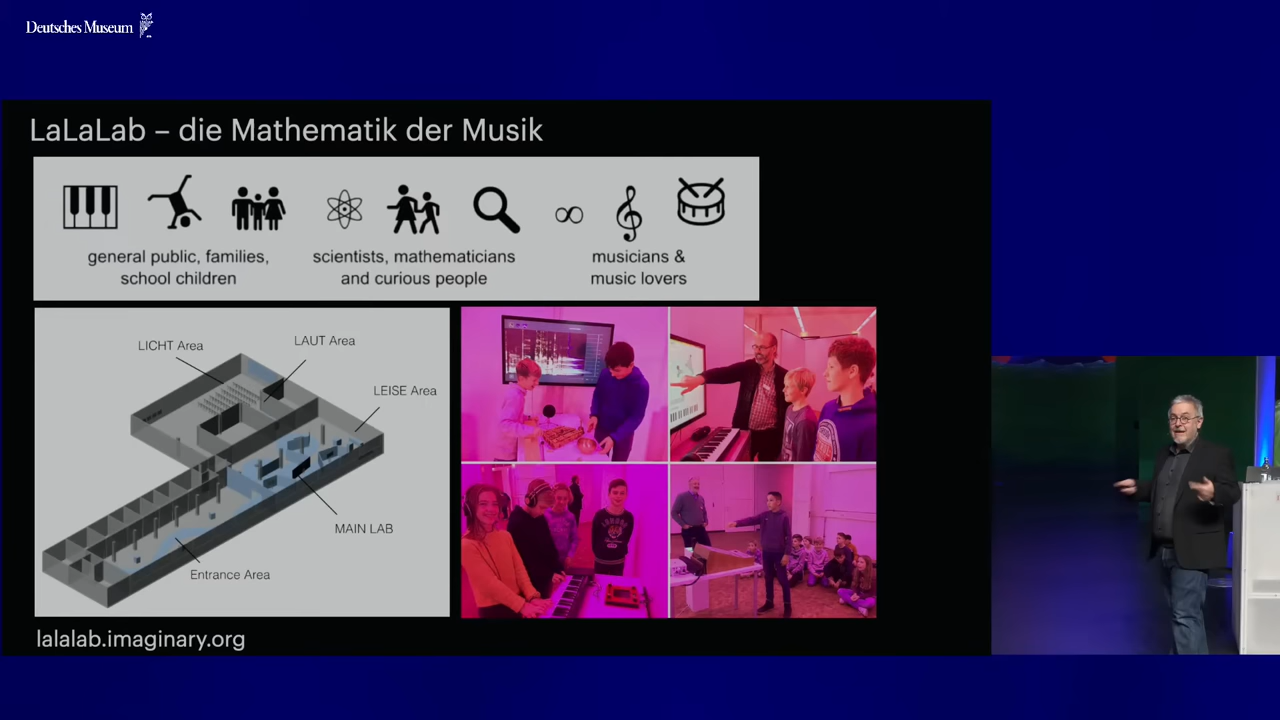 Deutsches Museum
LaLaLab – die Mathematik der Musik
general public, families,
school children
scientists, mathematicians
and curious people
musicians &
music lovers
LICHT Area
LAUT Area
LEISE Area
MAIN LAB
Entrance Area
lalalab.imaginary.org